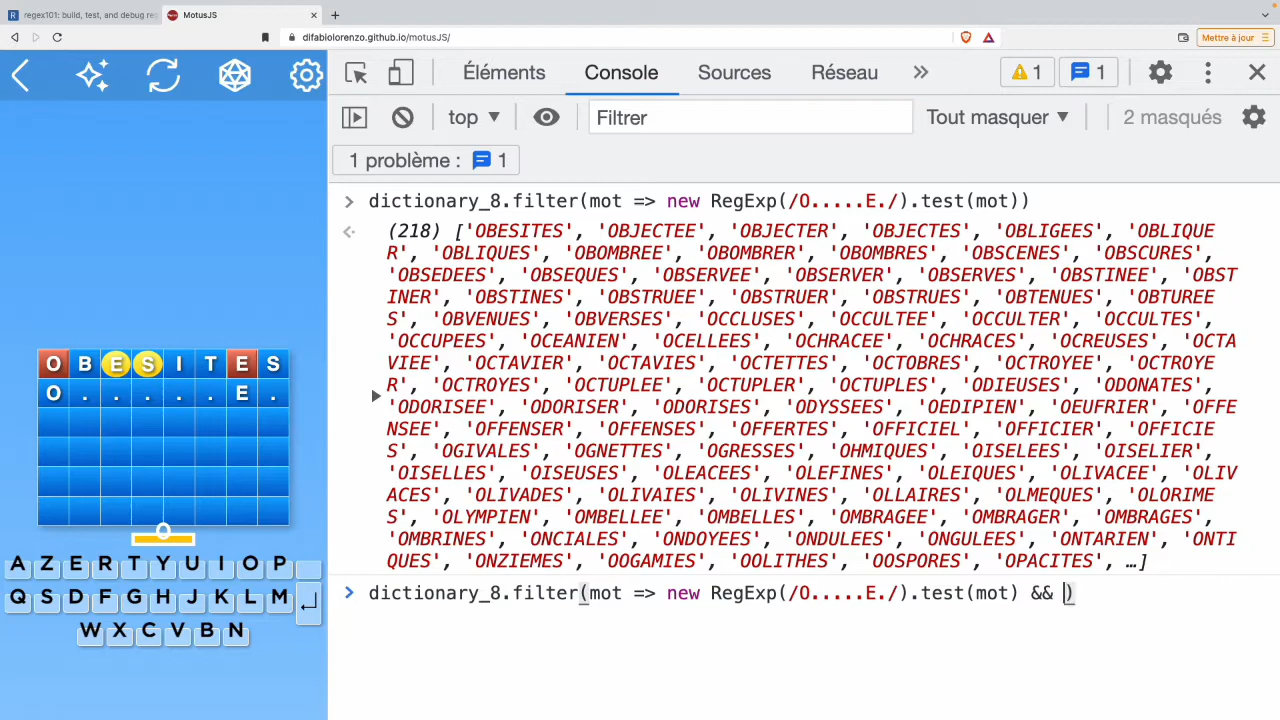 regex101: build, test, and debug re
MotusJS
difabiolorenzo.github.io/motusJS/
Mettre à jour
Éléments Console Sources Réseau 1 1
top Filtrer Tout masquer 2 masqués
1 problème : 1
dictionary_8.filter(mot => new RegExp(/O.....E./).test(mot))
(218) ['OBESITES', 'OBJECTEE', 'OBJECTER', 'OBJECTES', 'OBLIGEES', 'OBLIQUE
R', 'OBLIQUES', 'OBOMBREE', 'OBOMBRER', 'OBOMBRES', 'OBSCENES', 'OBSCURES',
'OBSEDEES', 'OBSEQUES', 'OBSERVEE', 'OBSERVER', 'OBSERVES', 'OBSTINEE', 'OBST
INER', 'OBSTINES', 'OBSTRUEE', 'OBSTRUER', 'OBSTRUES', 'OBTENUES', 'OBTUREE
S', 'OBVENUES', 'OBVERSES', 'OCCLUSES', 'OCCULTEE', 'OCCULTER', 'OCCULTES',
'OCCUPEES', 'OCEANIEN', 'OCELLEES', 'OCHRACEE', 'OCHRACES', 'OCREUSES', 'OCTA
VIEE', 'OCTAVIER', 'OCTAVIES', 'OCTETTES', 'OCTOBRES', 'OCTROYEE', 'OCTROYE
R', 'OCTROYES', 'OCTUPLEE', 'OCTUPLER', 'OCTUPLES', 'ODIEUSES', 'ODONATES',
'ODORISEE', 'ODORISER', 'ODORISES', 'ODYSSEES', 'OEDIPIEN', 'OEUFRIER', 'OFFE
NSEE', 'OFFENSER', 'OFFENSES', 'OFFERTES', 'OFFICIEL', 'OFFICIER', 'OFFICIE
S', 'OGIVALES', 'OGNETTES', 'OGRESSES', 'OHMIQUES', 'OISELEES', 'OISELIER',
'OISELLES', 'OISEUSES', 'OLEACEES', 'OLEFINES', 'OLEIQUES', 'OLIVACEE', 'OLIV
ACES', 'OLIVADES', 'OLIVAIES', 'OLIVINES', 'OLLAIRES', 'OLMEQUES', 'OLORIME
S', 'OLYMPIEN', 'OMBELLEE', 'OMBELLES', 'OMBRAGEE', 'OMBRAGER', 'OMBRAGES',
'OMBRINES', 'ONCIALES', 'ONDOYEES', 'ONDULEES', 'ONGULEES', 'ONTARIEN', 'ONTI
QUES', 'ONZIEMES', 'OOGAMIES', 'OOLITHES', 'OOSPORES', 'OPACITES', …]
dictionary_8.filter(mot => new RegExp(/O.....E./).test(mot) && )
O B E S I T E S
O . . . . . E .
A Z E R T Y U I O P
Q S D F G H J K L M
W X C V B N